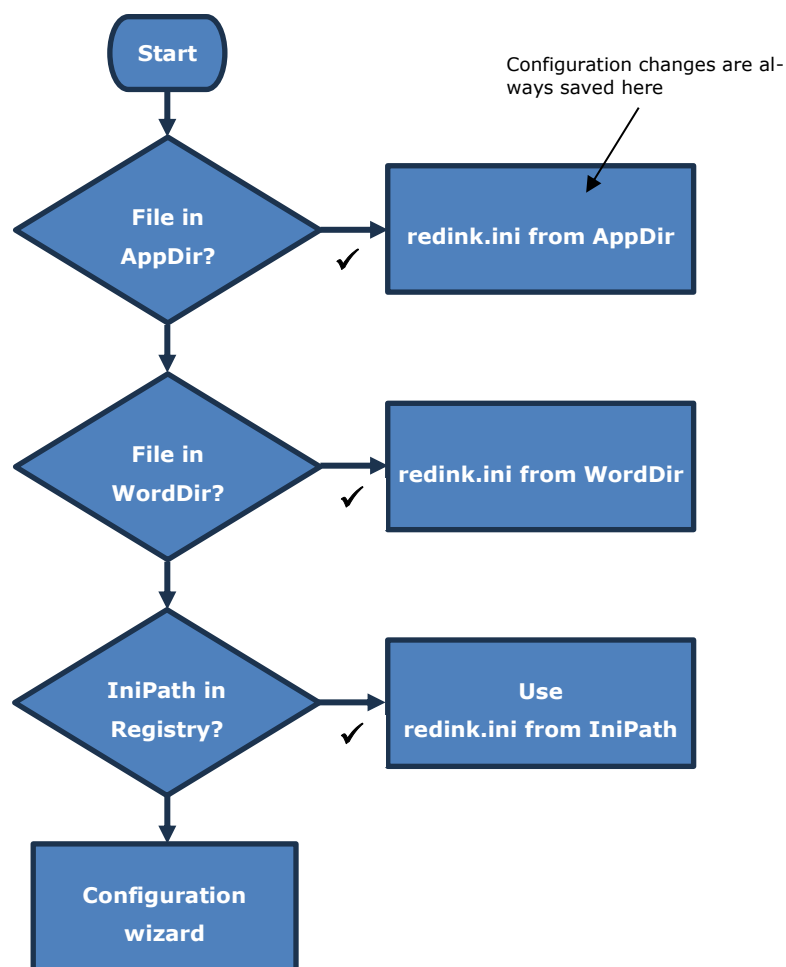 Start
Configuration changes are al-
ways saved here
File in
AppDir?
redink.ini from AppDir
✓
File in
WordDir?
redink.ini from WordDir
✓
IniPath in
Registry?
Use
redink.ini from IniPath
✓
Configuration
wizard